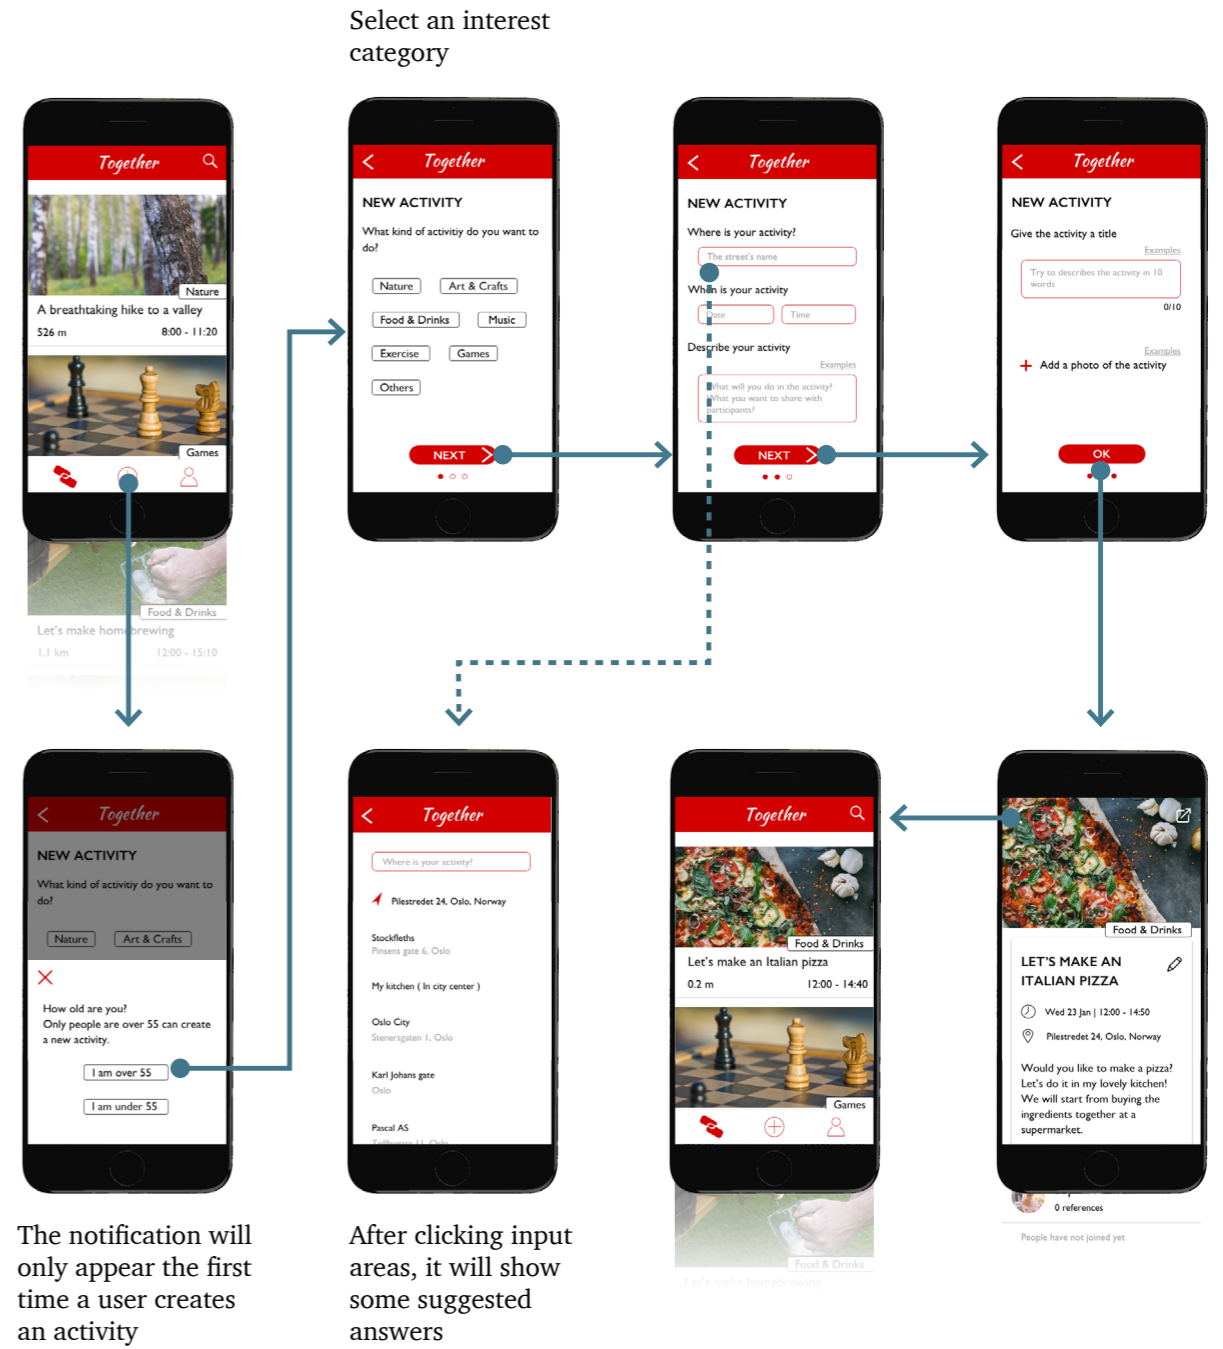 Select an interest
category
Together
Nature
A breathtaking hike to a valley
526 m 8:00 - 11:20
Games
Food & Drinks
Let's make homebrewing
1.1 km 12:00 - 15:10
Together
NEW ACTIVITY
What kind of activitiy do you want to
do?
Nature Art & Crafts
Food & Drinks Music
Exercise Games
Others
NEXT
Together
NEW ACTIVITY
Where is your activity?
The street's name
When is your activity
Date Time
Describe your activity
Examples
What will you do in the activity?
What you want to share with
participants?
NEXT
Together
NEW ACTIVITY
Give the activity a title
Examples
Try to describes the activity in 10
words
0/10
Examples
Add a photo of the activity
OK
Together
NEW ACTIVITY
What kind of activitiy do you want to
do?
Nature Art & Crafts
How old are you?
Only people are over 55 can create
a new activity.
I am over 55
I am under 55
The notification will
only appear the first
time a user creates
an activity
Together
Where is your activity?
Pilestredet 24, Oslo, Norway
Stockfleths
Pinsens gate 6, Oslo
My kitchen ( In city center )
Oslo City
Stenersgaten 1, Oslo
Karl Johans gate
Oslo
Pascal AS
After clicking input
areas, it will show
some suggested
answers
Together
Food & Drinks
Let's make an Italian pizza
0.2 m 12:00 - 14:40
Games
Food & Drinks
Let's make homebrewing
Food & Drinks
LET'S MAKE AN
ITALIAN PIZZA
Wed 23 Jan | 12:00 - 14:50
Pilestredet 24, Oslo, Norway
Would you like to make a pizza?
Let's do it in my lovely kitchen!
We will start from buying the
ingredients together at a
supermarket.
0 references
People have not joined yet